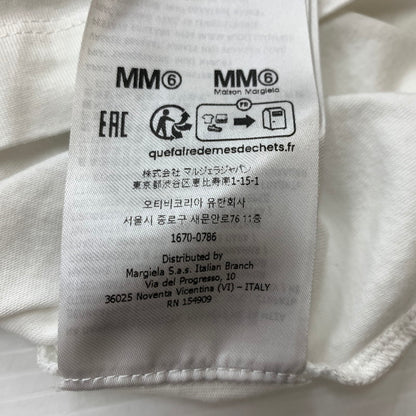 MM⑥ MM⑥
Maison Margiela
EAC FR
quefairedemesdechets.fr
株式会社 マルジェラジャパン
東京都渋谷区恵比寿南1-15-1
오티비코리아 유한회사
서울시 종로구 새문안로76 11층
1670-0786
Distributed by
Margiela S.a.s. Italian Branch
Via del Progresso, 10
36025 Noventa Vicentina (VI) – ITALY
RN 154909